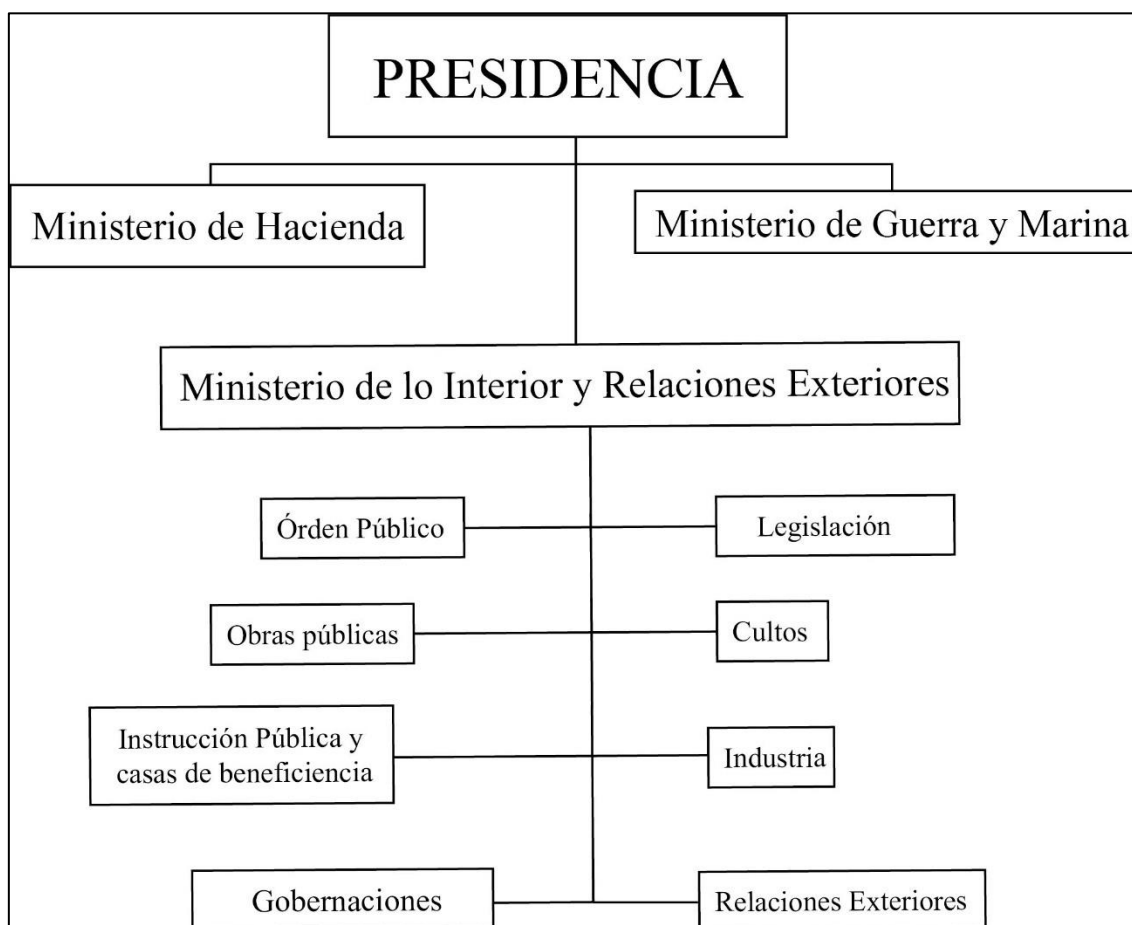 PRESIDENCIA
Ministerio de Hacienda
Ministerio de Guerra y Marina
Ministerio de lo Interior y Relaciones Exteriores
Órden Público
Legislación
Obras públicas
Cultos
Instrucción Pública y
casas de beneficiencia
Industria
Gobernaciones
Relaciones Exteriores